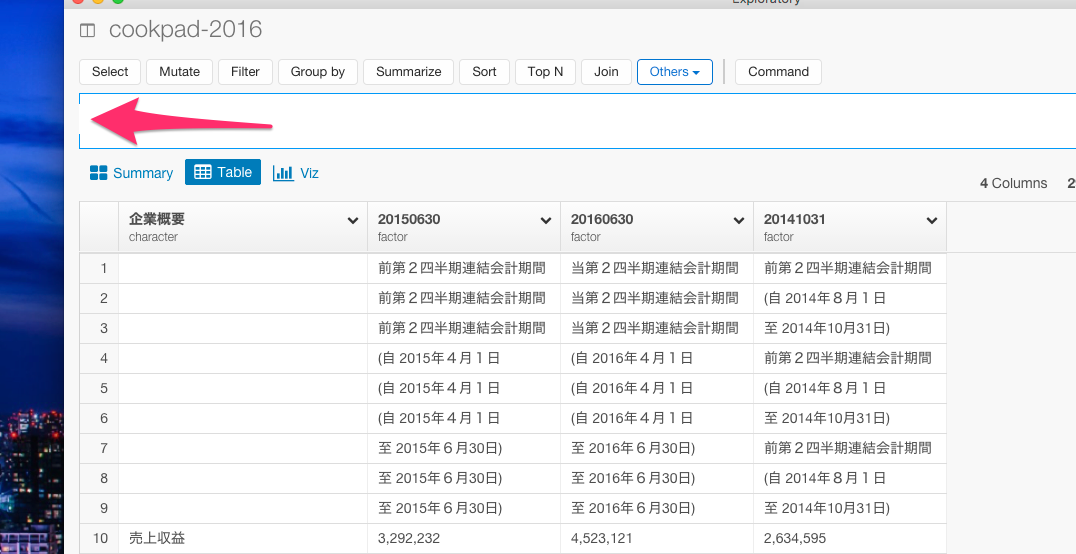 Exploratory
cookpad-2016
Select Mutate Filter Group by Summarize Sort Top N Join Others Command
Summary Table Viz
4 Columns 2
企業概要 20150630 20160630 20141031
character factor factor factor
1 前第２四半期連結会計期間 当第２四半期連結会計期間 前第２四半期連結会計期間
2 前第２四半期連結会計期間 当第２四半期連結会計期間 (自 2014年８月１日
3 前第２四半期連結会計期間 当第２四半期連結会計期間 至 2014年10月31日)
4 (自 2015年４月１日 (自 2016年４月１日 前第２四半期連結会計期間
5 (自 2015年４月１日 (自 2016年４月１日 (自 2014年８月１日
6 (自 2015年４月１日 (自 2016年４月１日 至 2014年10月31日)
7 至 2015年６月30日) 至 2016年６月30日) 前第２四半期連結会計期間
8 至 2015年６月30日) 至 2016年６月30日) (自 2014年８月１日
9 至 2015年６月30日) 至 2016年６月30日) 至 2014年10月31日)
10 売上収益 3,292,232 4,523,121 2,634,595